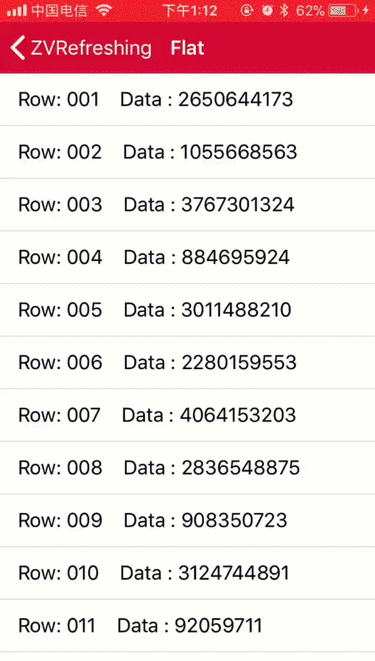 中国电信 下午1:12 62%
ZVRefreshing Flat
Row: 001 Data : 2650644173
Row: 002 Data : 1055668563
Row: 003 Data : 3767301324
Row: 004 Data : 884695924
Row: 005 Data : 3011488210
Row: 006 Data : 2280159553
Row: 007 Data : 4064153203
Row: 008 Data : 2836548875
Row: 009 Data : 908350723
Row: 010 Data : 3124744891
Row: 011 Data : 92059711